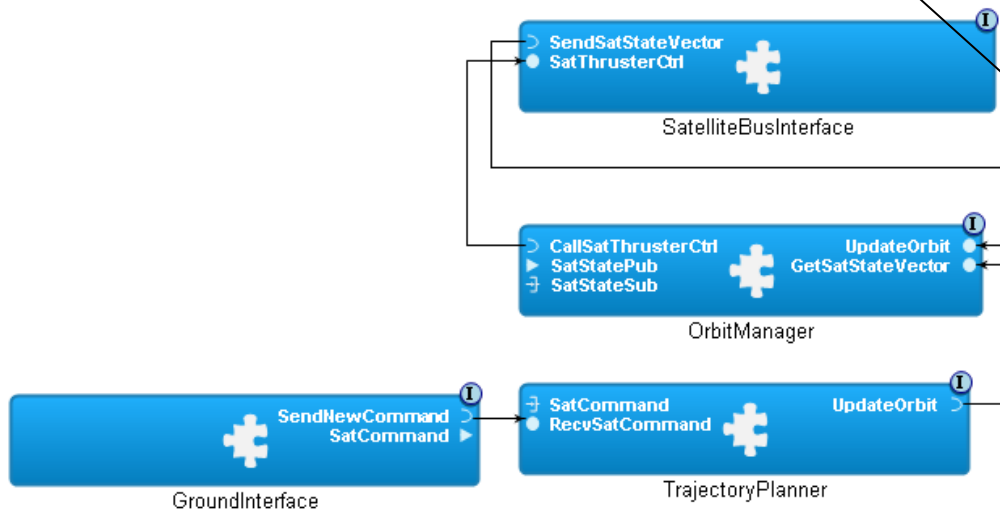 I
SendSatStateVector
SatThrusterCtrl
SatelliteBusInterface
I
CallSatThrusterCtrl
UpdateOrbit
SatStatePub
GetSatStateVector
SatStateSub
OrbitManager
I
SendNewCommand
SatCommand
GroundInterface
I
SatCommand
UpdateOrbit
RecvSatCommand
TrajectoryPlanner